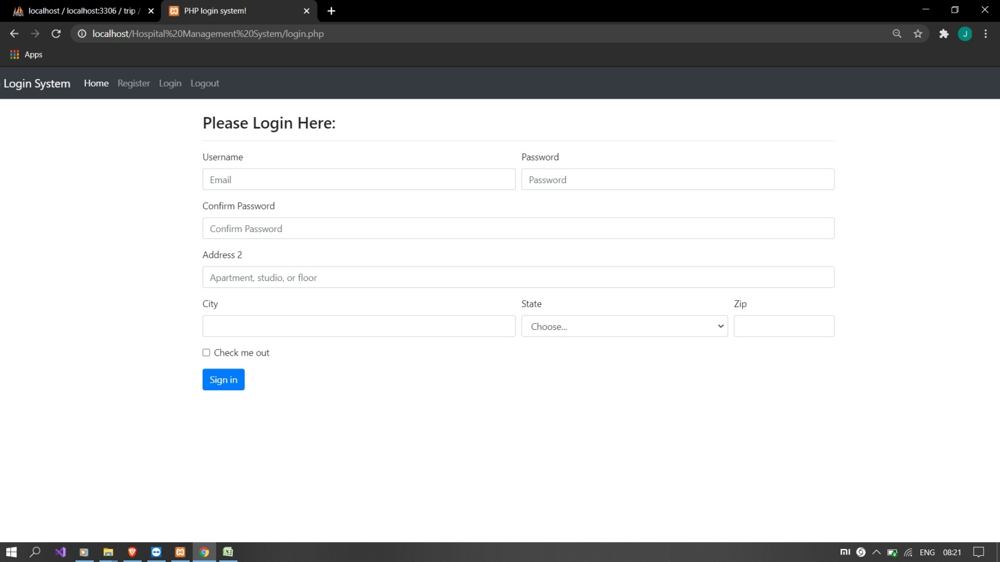 localhost / localhost:3306 / trip /
PHP login system!
localhost/Hospital%20Management%20System/login.php
J
Apps
Login System Home Register Login Logout
Please Login Here:
Username Password
Email Password
Confirm Password
Confirm Password
Address 2
Apartment, studio, or floor
City State Zip
Choose...
Check me out
Sign in
ENG 08:21